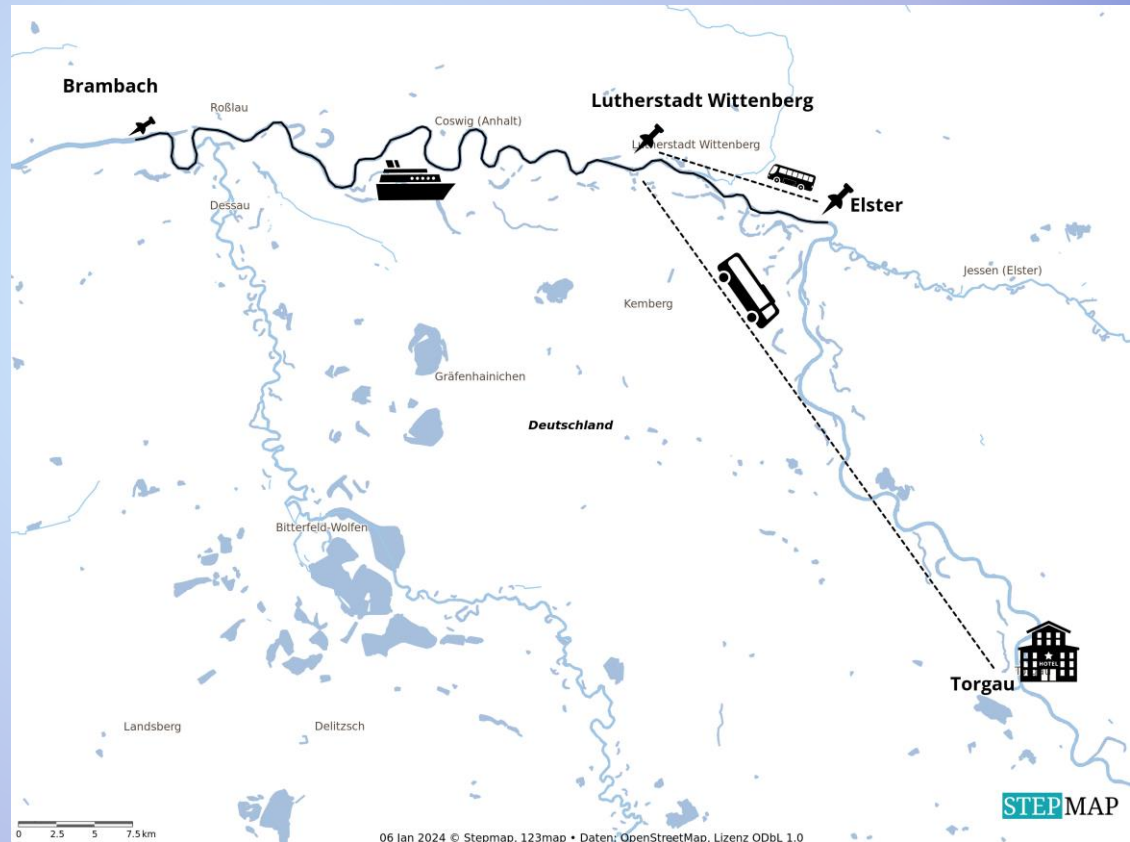 Brambach
Roßlau
Coswig (Anhalt)
Lutherstadt Wittenberg
Lutherstadt Wittenberg
Dessau
Elster
Jessen (Elster)
Kemberg
Gräfenhainichen
Deutschland
Bitterfeld-Wolfen
HOTEL
Torgau
Landsberg
Delitzsch
STEPMAP
0 2.5 5 7.5 km
06 Jan 2024 © Stepmap, 123map • Daten: OpenStreetMap, Lizenz ODbL 1.0